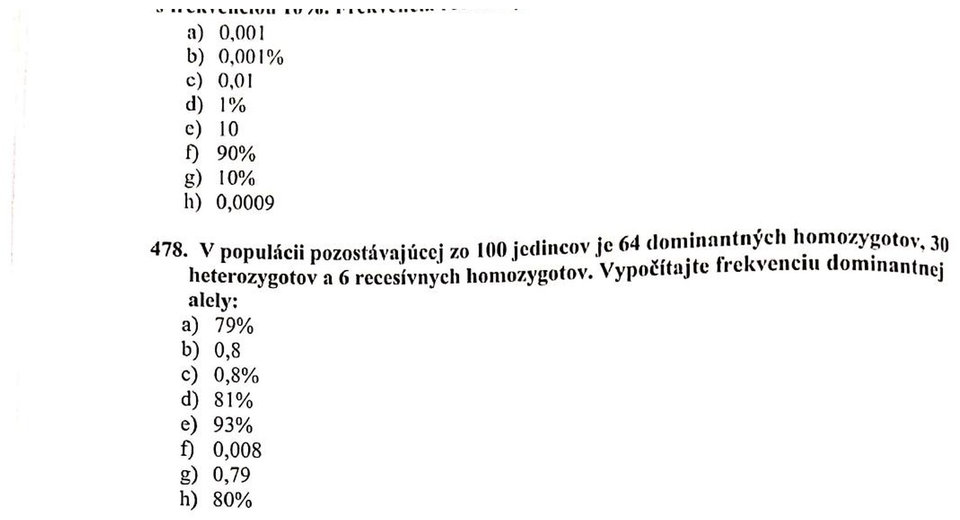 a) 0,001
b) 0,001%
c) 0,01
d) 1%
e) 10
f) 90%
g) 10%
h) 0,0009
478. V populácii pozostávajúcej zo 100 jedincov je 64 dominantných homozygotov, 30
heterozygotov a 6 recesívnych homozygotov. Vypočítajte frekvenciu dominantnej
alely:
a) 79%
b) 0,8
c) 0,8%
d) 81%
e) 93%
f) 0,008
g) 0,79
h) 80%